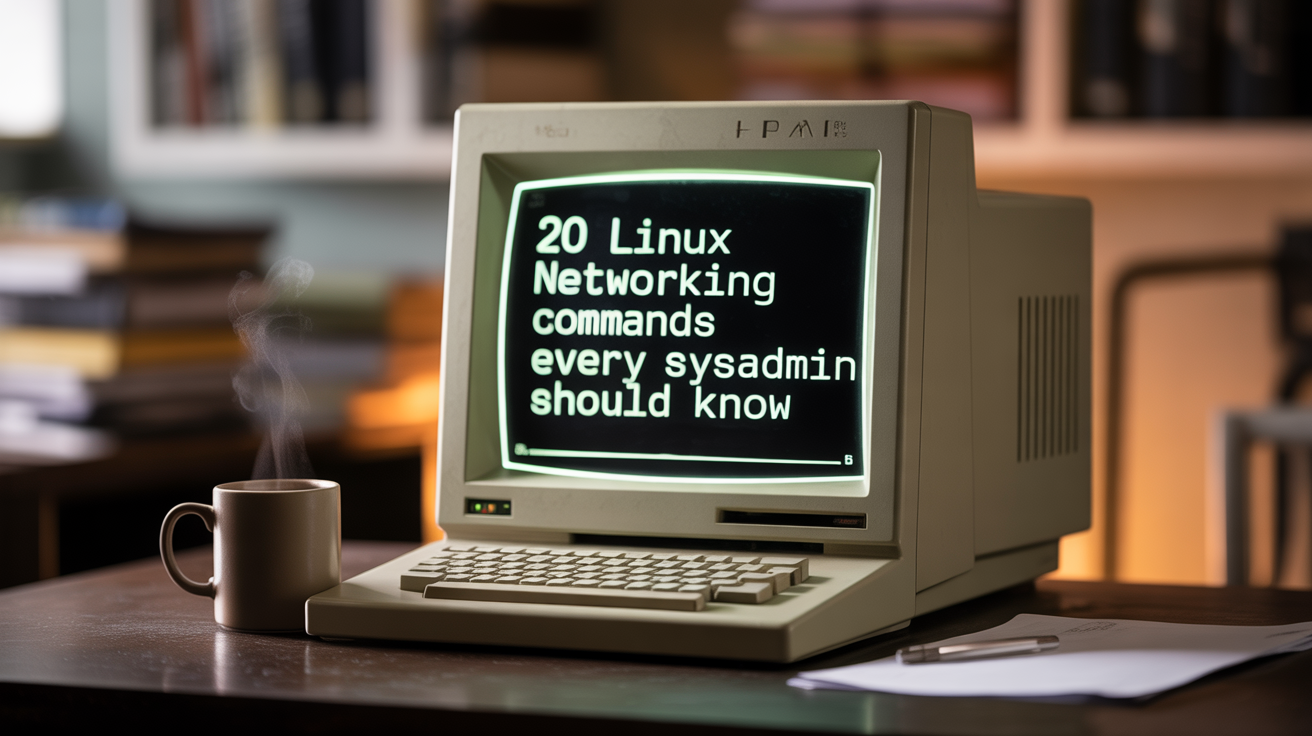 20 Linux
Networking
commands
every sysadmin
should know